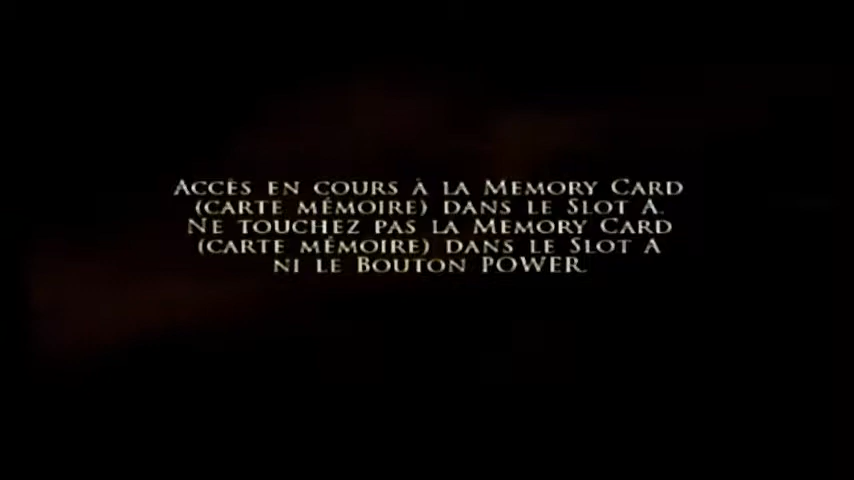 Accès en cours à la Memory Card
(carte mémoire) dans le Slot A.
Ne touchez pas la Memory Card
(carte mémoire) dans le Slot A
ni le Bouton POWER.